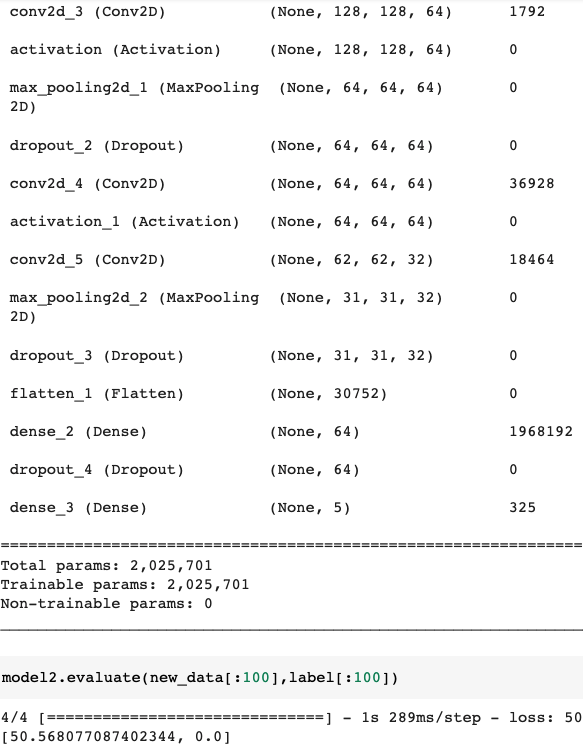 conv2d_3 (Conv2D) (None, 128, 128, 64) 1792
activation (Activation) (None, 128, 128, 64) 0
max_pooling2d_1 (MaxPooling (None, 64, 64, 64) 0
2D)
dropout_2 (Dropout) (None, 64, 64, 64) 0
conv2d_4 (Conv2D) (None, 64, 64, 64) 36928
activation_1 (Activation) (None, 64, 64, 64) 0
conv2d_5 (Conv2D) (None, 62, 62, 32) 18464
max_pooling2d_2 (MaxPooling (None, 31, 31, 32) 0
2D)
dropout_3 (Dropout) (None, 31, 31, 32) 0
flatten_1 (Flatten) (None, 30752) 0
dense_2 (Dense) (None, 64) 1968192
dropout_4 (Dropout) (None, 64) 0
dense_3 (Dense) (None, 5) 325
=================================================================
Total params: 2,025,701
Trainable params: 2,025,701
Non-trainable params: 0
_________________________________________________________________
model2.evaluate(new_data[:100],label[:100])
4/4 [==============================] - 1s 289ms/step - loss: 50
[50.568077087402344, 0.0]